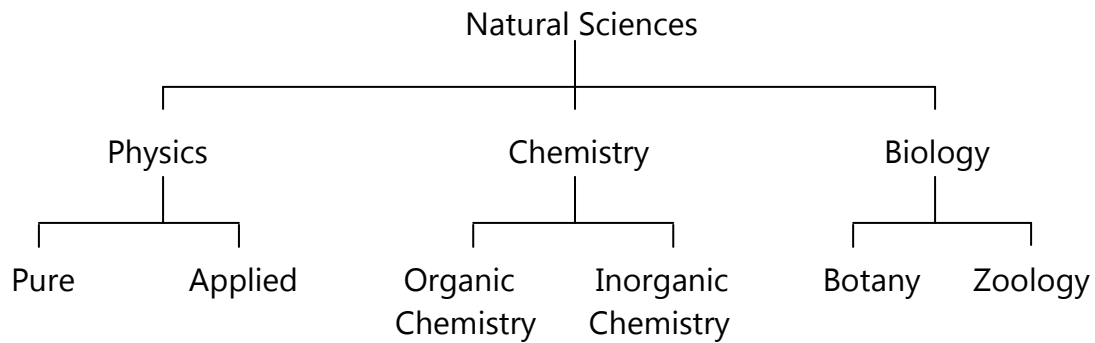 Natural Sciences
Physics Chemistry Biology
Pure Applied Organic Inorganic Botany Zoology
Chemistry Chemistry